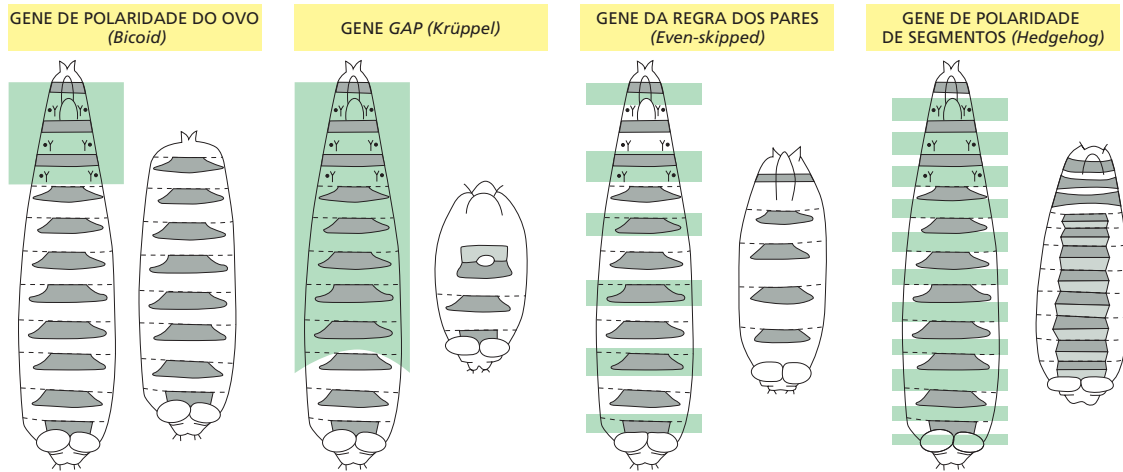 GENE DE POLARIDADE DO OVO
(Bicoid)
GENE GAP (Krüppel)
GENE DA REGRA DOS PARES
(Even-skipped)
GENE DE POLARIDADE
DE SEGMENTOS (Hedgehog)